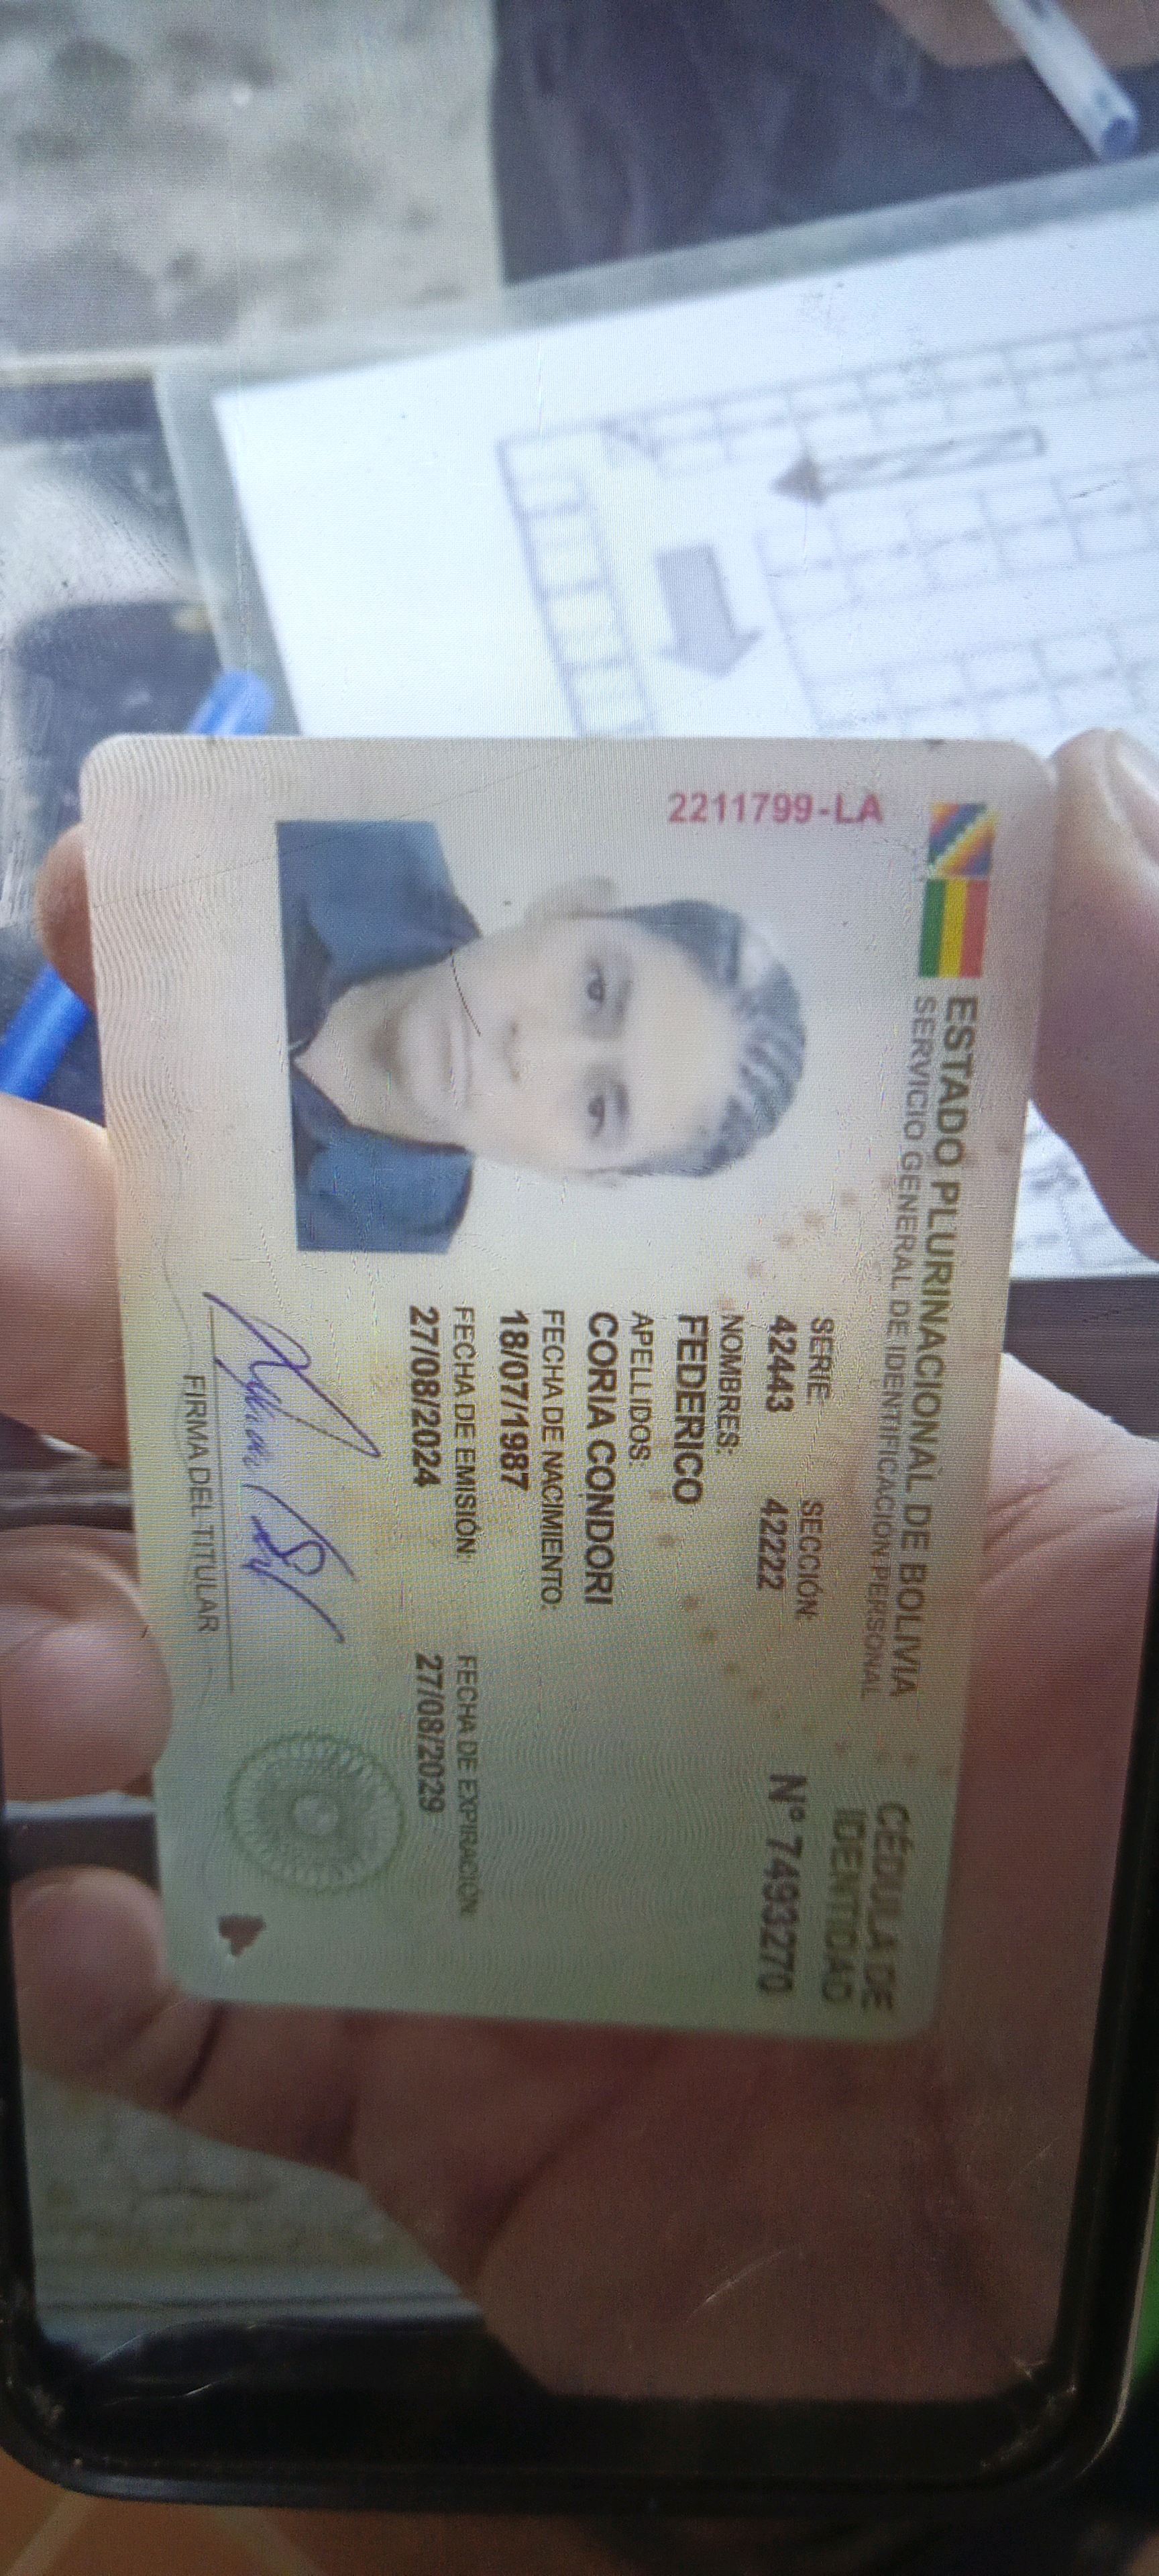 ESTADO PLURINACIONAL DE BOLIVIA
SERVICIO GENERAL DE IDENTIFICACIÓN PERSONAL
CÉDULA DE
IDENTIDAD
2211799-LA
SERIE: SECCIÓN:
42443 42222 N° 7493270
NOMBRES:
FEDERICO
APELLIDOS:
CORIA CONDORI
FECHA DE NACIMIENTO:
18/07/1987
FECHA DE EMISIÓN: FECHA DE EXPIRACIÓN
27/08/2024 27/08/2029
FIRMA DEL TITULAR